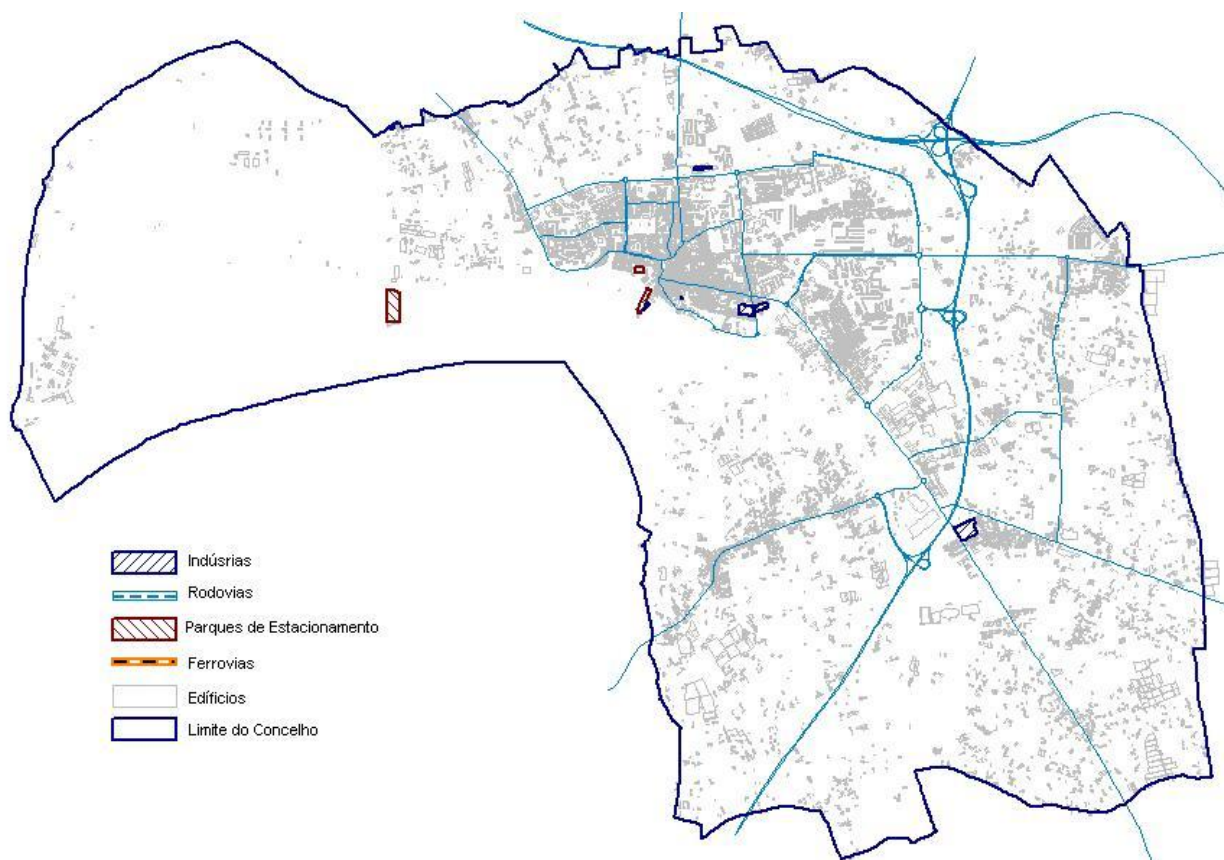 Indúsrias
Rodovias
Parques de Estacionamento
Ferrovias
Edíficios
Limite do Concelho